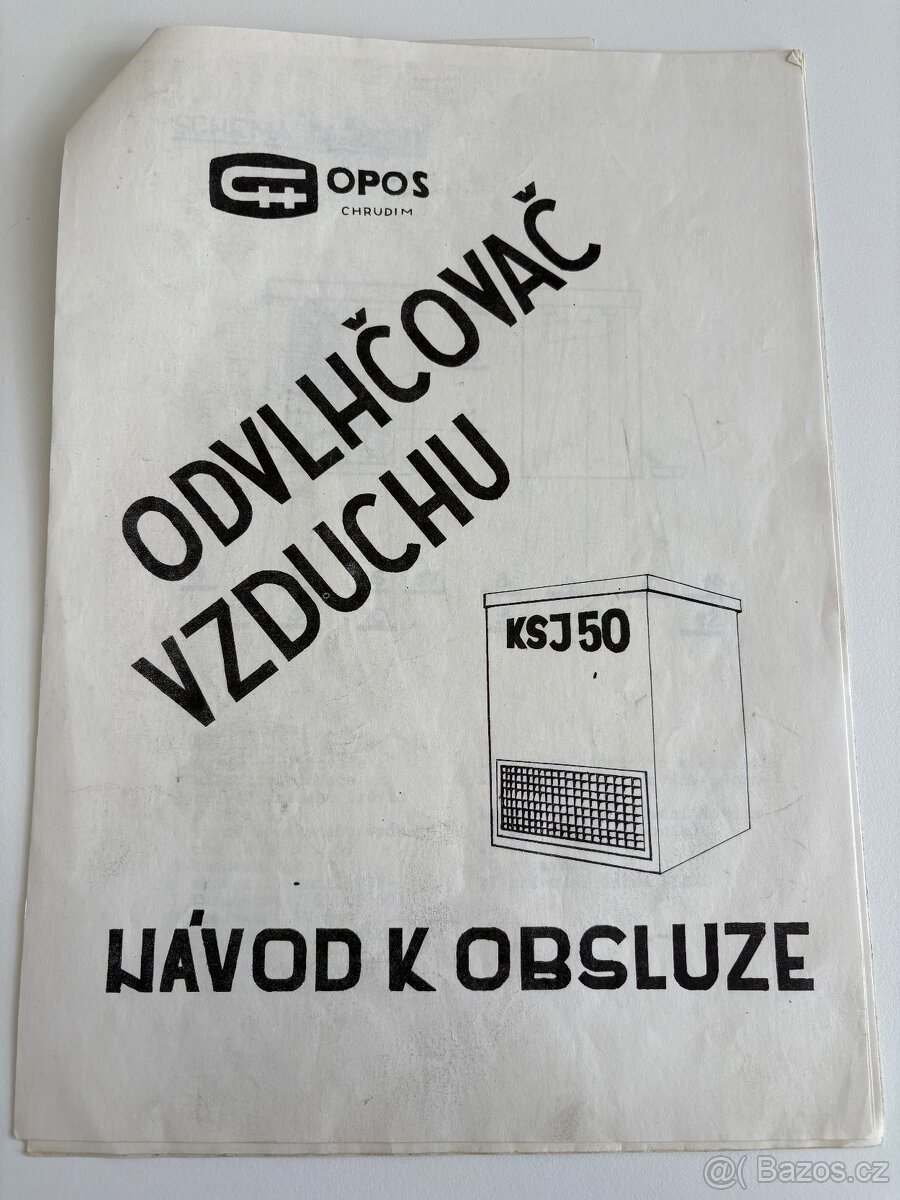 OPOS
CHRUDIM
ODVLHČOVAČ
VZDUCHU
KSJ50
NÁVOD K OBSLUZE
@( Bazos.cz